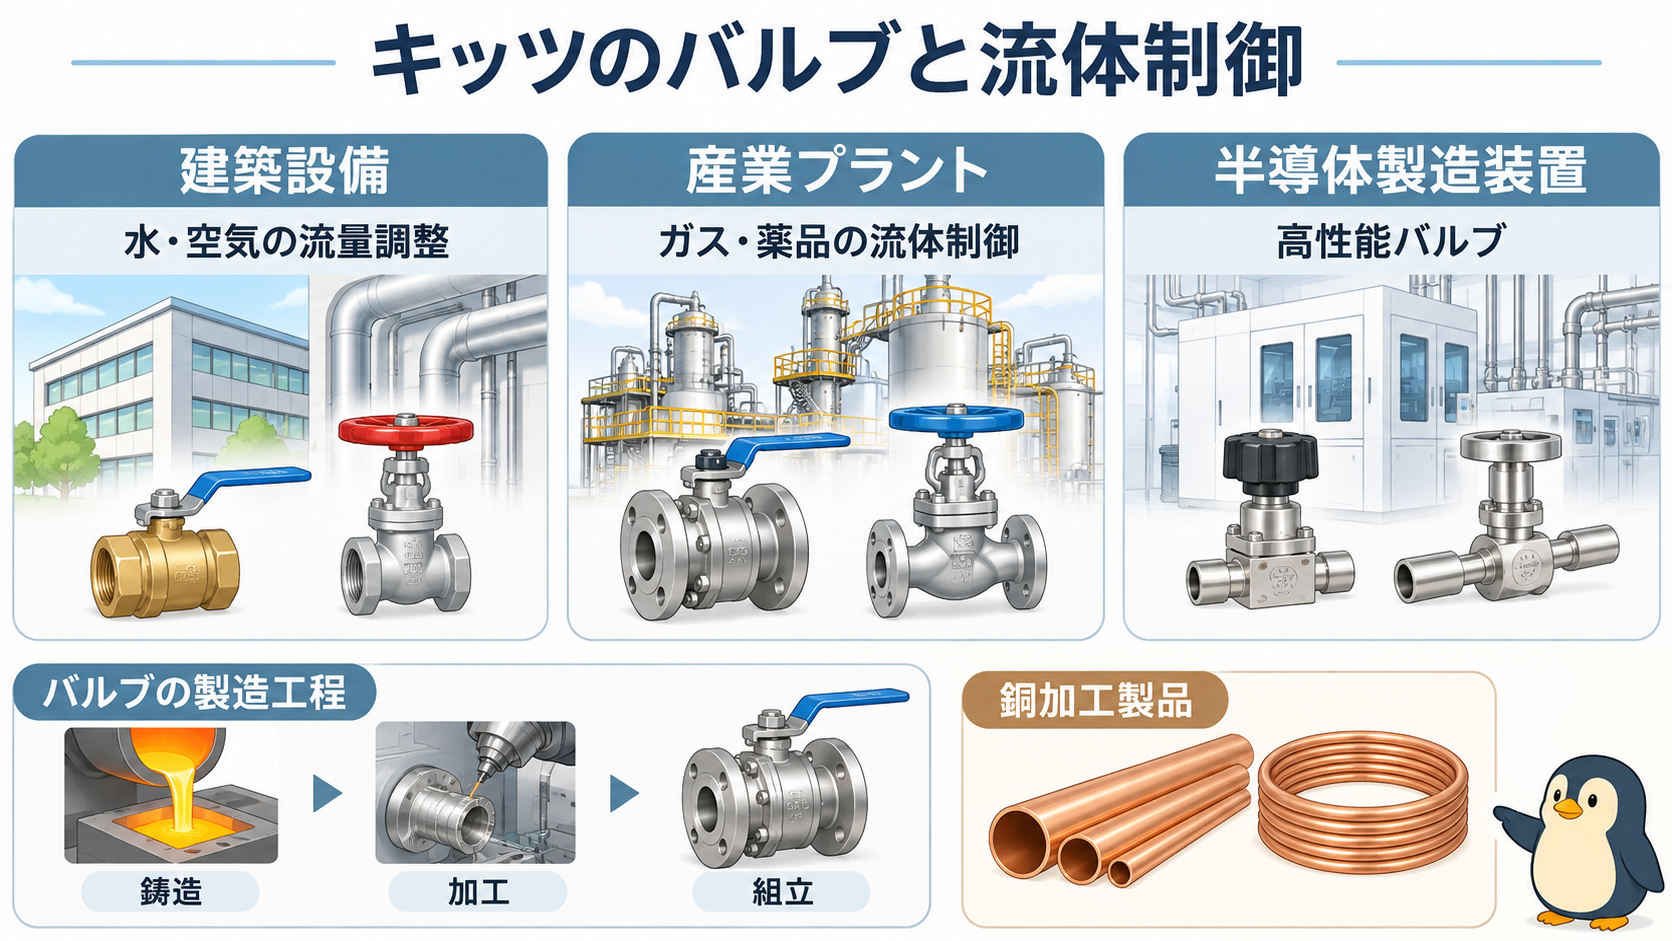 キッツのバルブと流体制御
建築設備
水・空気の流量調整
産業プラント
ガス・薬品の流体制御
半導体製造装置
高性能バルブ
バルブの製造工程
鋳造
加工
組立
銅加工製品